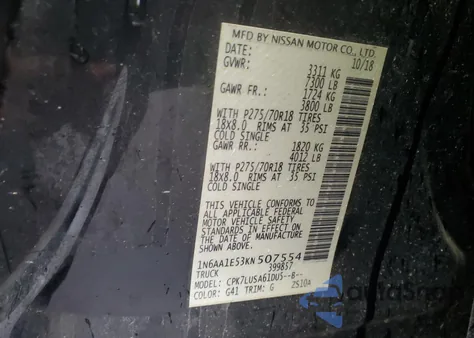 MFD BY NISSAN MOTOR CO., LTD.
DATE: 10/18
GVWR: 3311 KG
7300 LB
GAWR FR.: 1724 KG
3800 LB
WITH P275/70R18 TIRES
18X8.0 RIMS AT 35 PSI
COLD SINGLE
GAWR RR.: 1820 KG
4012 LB
WITH P275/70R18 TIRES
18X8.0 RIMS AT 35 PSI
COLD SINGLE
THIS VEHICLE CONFORMS
TO ALL APPLICABLE FEDERAL
MOTOR VEHICLE SAFETY
STANDARDS IN EFFECT ON
THE DATE OF MANUFACTURE
SHOWN ABOVE.
1N6AA1E53KN507554
TRUCK 399857
MODEL: CPK7LUSA61DU5--B--
COLOR: G41 TRIM: G 2510A